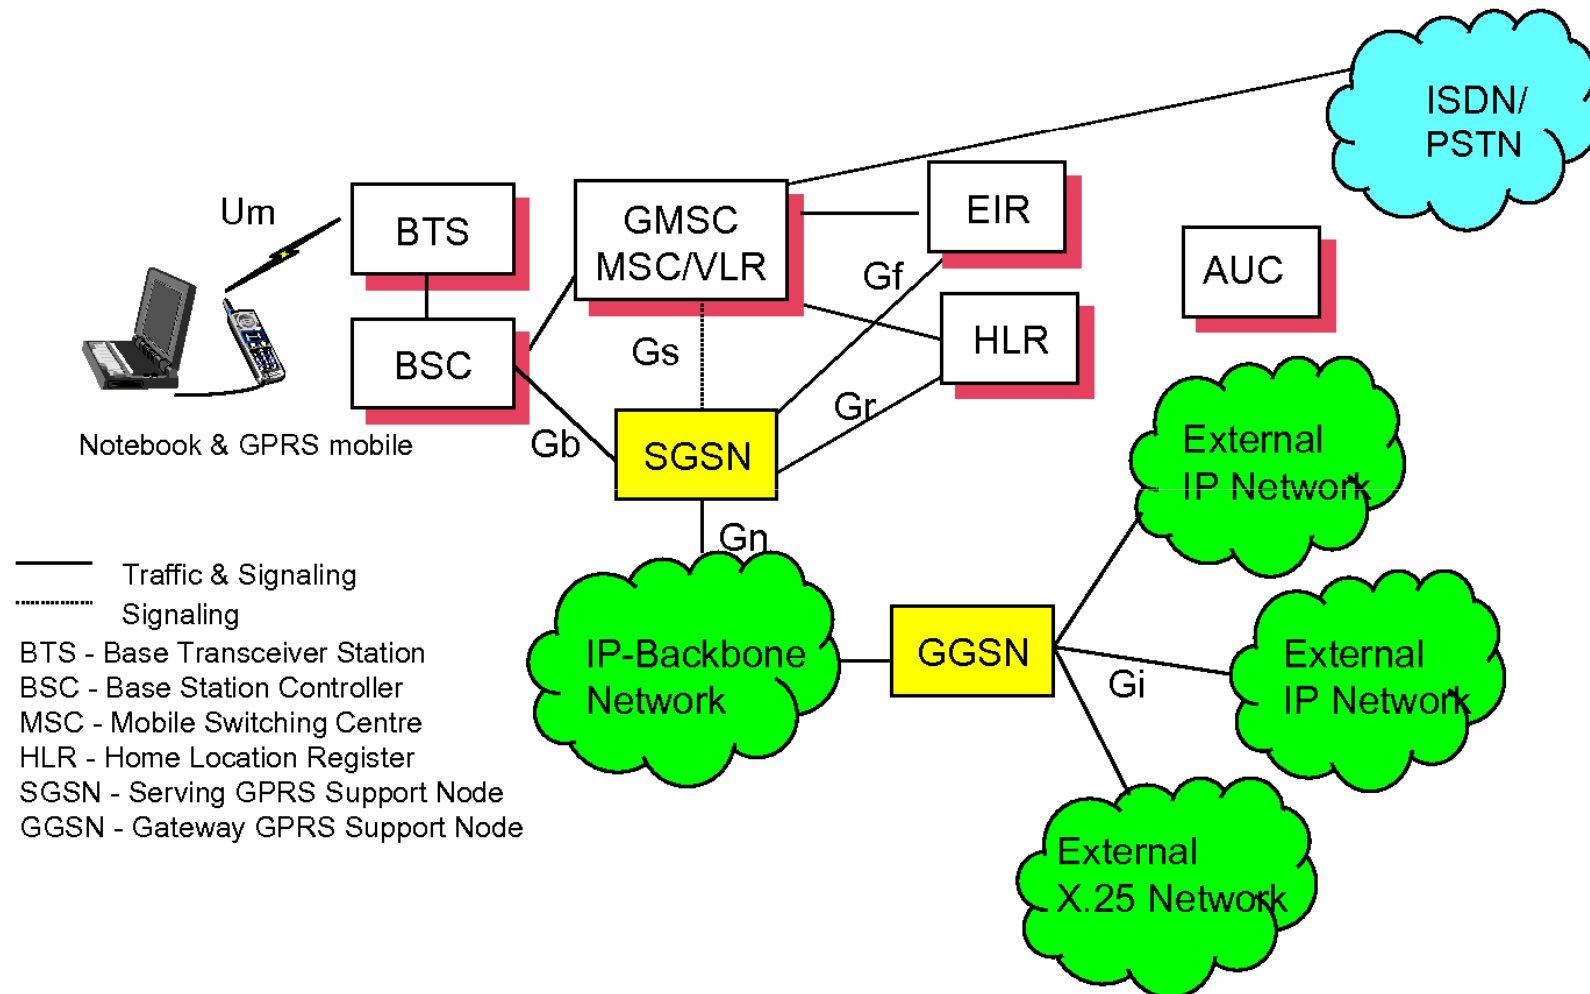 ISDN/
PSTN
Um
BTS
GMSC
MSC/VLR
EIR
AUC
Gf
BSC
Gs
HLR
Gr
Notebook & GPRS mobile
Gb
SGSN
External
IP Network
Gn
Traffic & Signaling
Signaling
BTS - Base Transceiver Station
BSC - Base Station Controller
MSC - Mobile Switching Centre
HLR - Home Location Register
SGSN - Serving GPRS Support Node
GGSN - Gateway GPRS Support Node
IP-Backbone
Network
GGSN
Gi
External
IP Network
External
X.25 Network